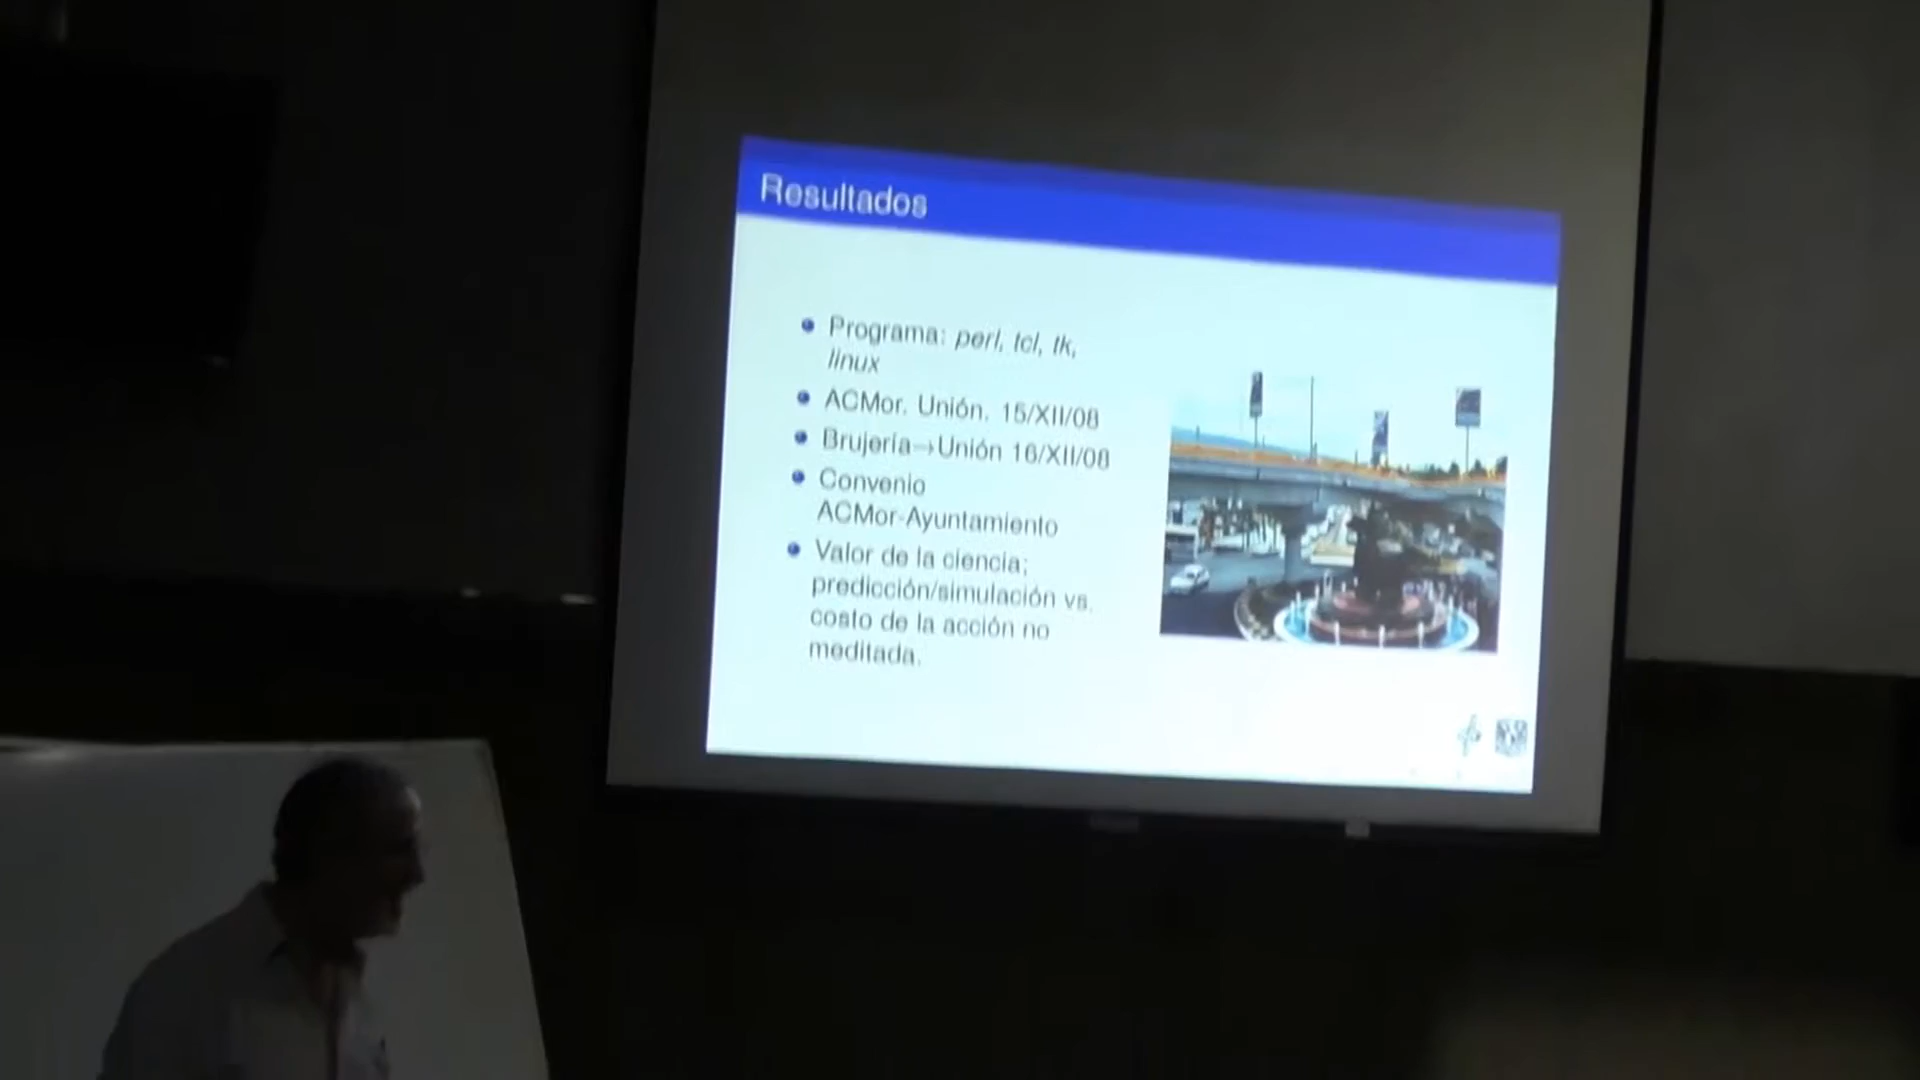 Resultados
Programa: perl, tcl, tk,
linux
ACMor. Unión. 15/XII/08
Brujería→Unión 16/XII/08
Convenio
ACMor-Ayuntamiento
Valor de la ciencia;
predicción/simulación vs.
costo de la acción no
meditada.